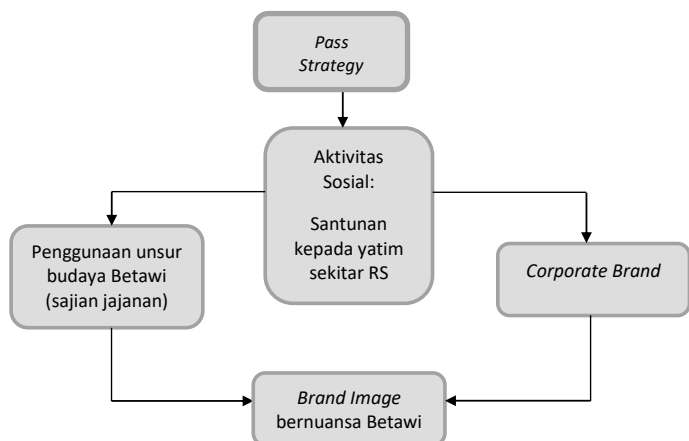 Pass
Strategy
Aktivitas
Sosial:
Santunan
kepada yatim
sekitar RS
Penggunaan unsur
budaya Betawi
(sajian jajanan)
Corporate Brand
Brand Image
bernuansa Betawi